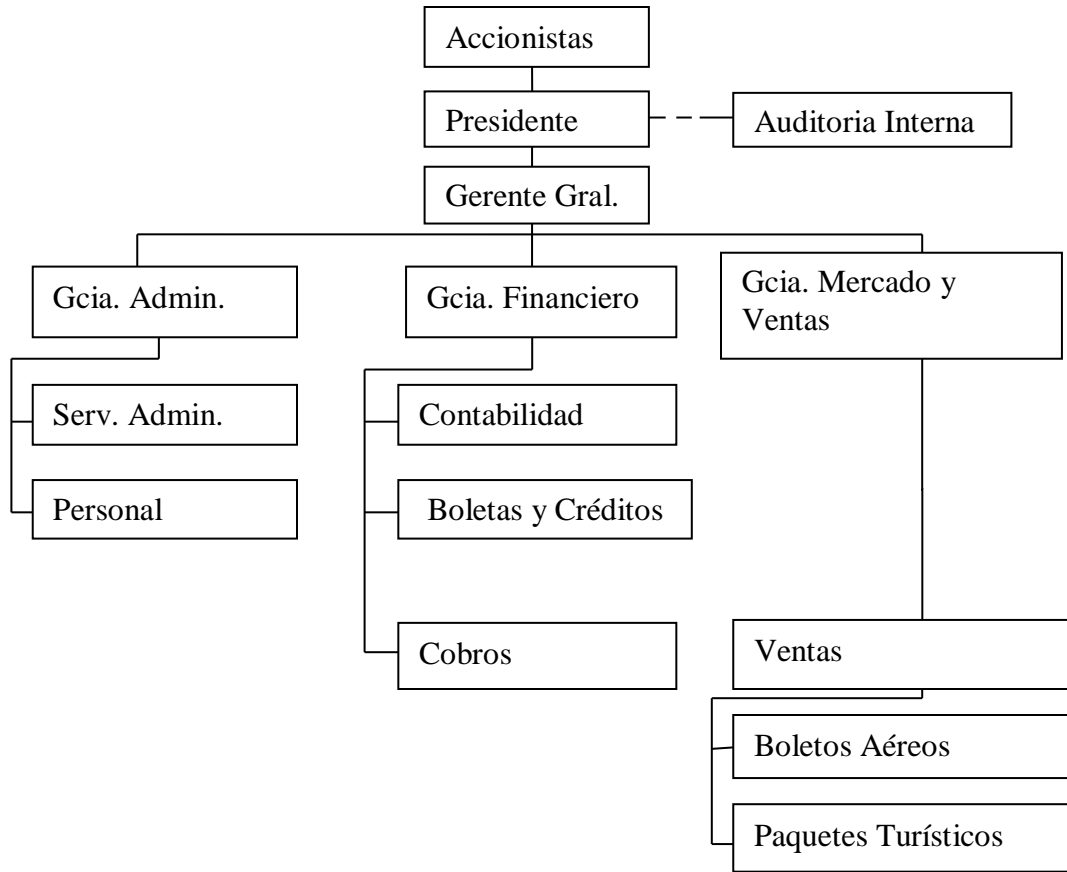 Accionistas
Presidente
Auditoria Interna
Gerente Gral.
Gcia. Admin.
Gcia. Financiero
Gcia. Mercado y
Ventas
Serv. Admin.
Contabilidad
Personal
Boletas y Créditos
Cobros
Ventas
Boletos Aéreos
Paquetes Turísticos